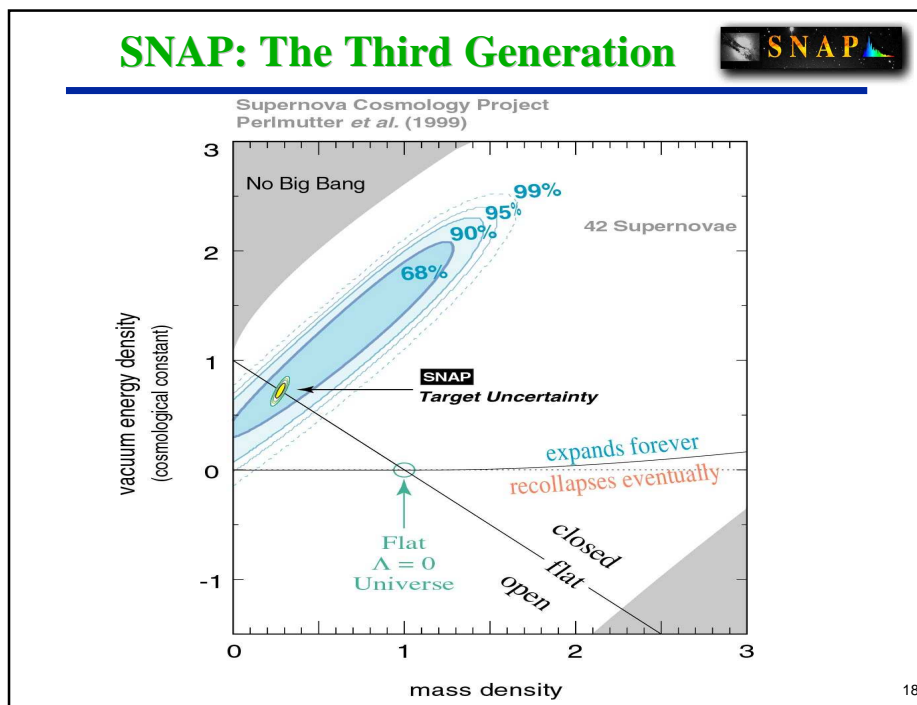 SNAP: The Third Generation
SNAP
Supernova Cosmology Project
Perlmutter et al. (1999)
3
No Big Bang
99%
95%
90%
42 Supernovae
2
68%
vacuum energy density
(cosmological constant)
1
SNAP
Target Uncertainty
expands forever
0
recollapses eventually
Flat
Λ = 0
Universe
closed
flat
open
-1
0
1
2
3
mass density
18